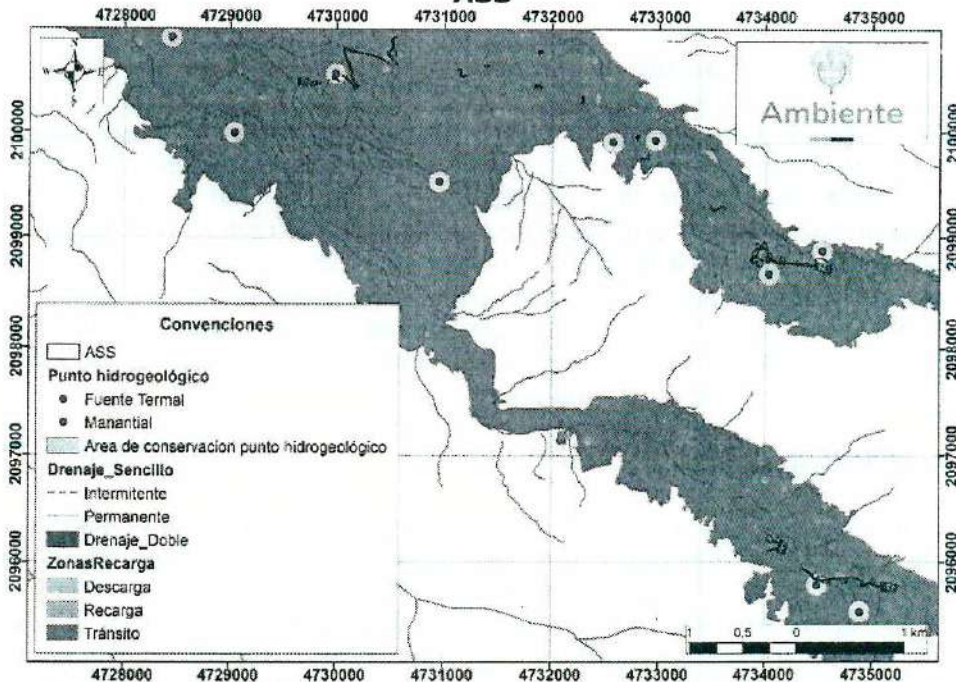 ASS
4728000 4729000 4730000 4731000 4732000 4733000 4734000 4735000
N
W E
S
Ambiente
2100000 2100000
2099000 2099000
2098000 2098000
2097000 2097000
2096000 2096000
Convenciones
ASS
Punto hidrogeológico
Fuente Termal
Manantial
Area de conservacion punto hidrogeológico
Drenaje_Sencillo
Intermitente
Permanente
Drenaje_Doble
ZonasRecarga
Descarga
Recarga
Tránsito
1 0,5 0 1 km
4728000 4729000 4730000 4731000 4732000 4733000 4734000 4735000